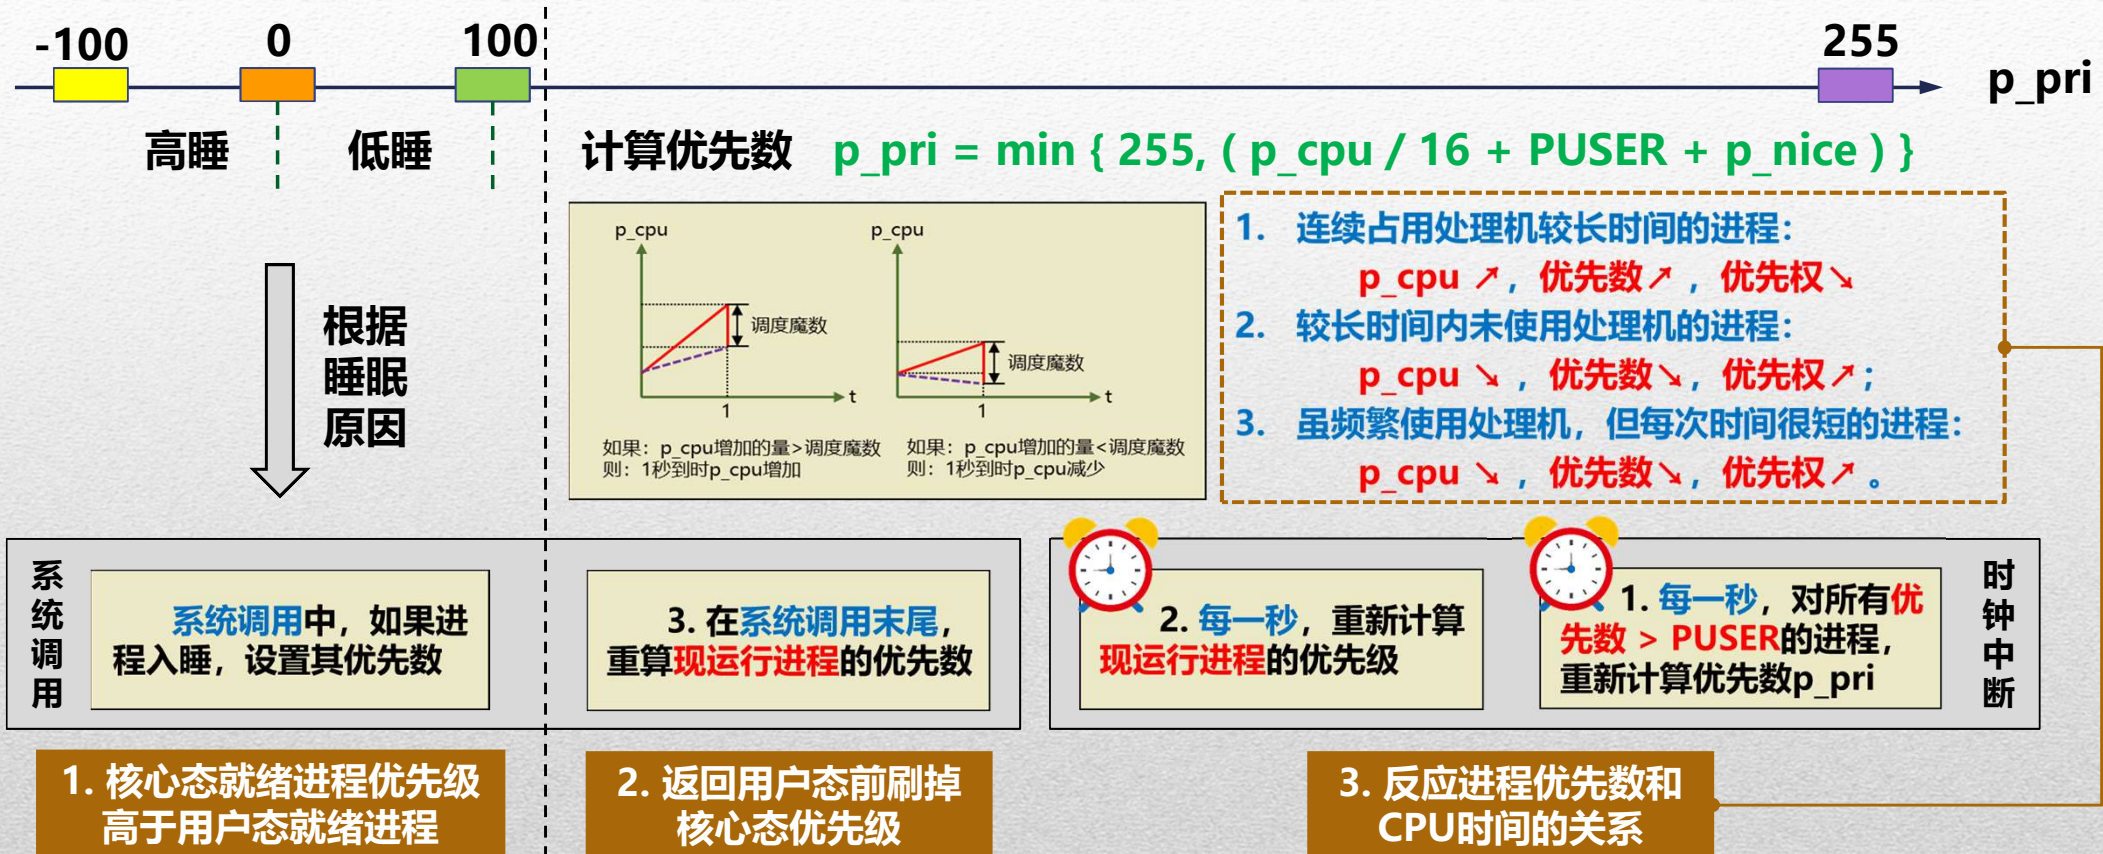 -100
0
100
255
p_pri
高睡
低睡
计算优先数 p_pri = min { 255, ( p_cpu / 16 + PUSER + p_nice ) }
根据
睡眠
原因
p_cpu
调度魔数
t
1
如果：p_cpu增加的量>调度魔数
则：1秒到时p_cpu增加
p_cpu
调度魔数
t
1
如果：p_cpu增加的量<调度魔数
则：1秒到时p_cpu减少
1. 连续占用处理机较长时间的进程：
p_cpu ↗，优先数↗，优先权↘
2. 较长时间内未使用处理机的进程：
p_cpu ↘，优先数↘，优先权↗；
3. 虽频繁使用处理机，但每次时间很短的进程：
p_cpu ↘，优先数↘，优先权↗。
系统调用
系统调用中，如果进
程入睡，设置其优先数
3. 在系统调用末尾，
重算现运行进程的优先数
2. 每一秒，重新计算
现运行进程的优先级
1. 每一秒，对所有优
先数 > PUSER的进程，
重新计算优先数p_pri
时钟中断
1. 核心态就绪进程优先级
高于用户态就绪进程
2. 返回用户态前刷掉
核心态优先级
3. 反应进程优先数和
CPU时间的关系